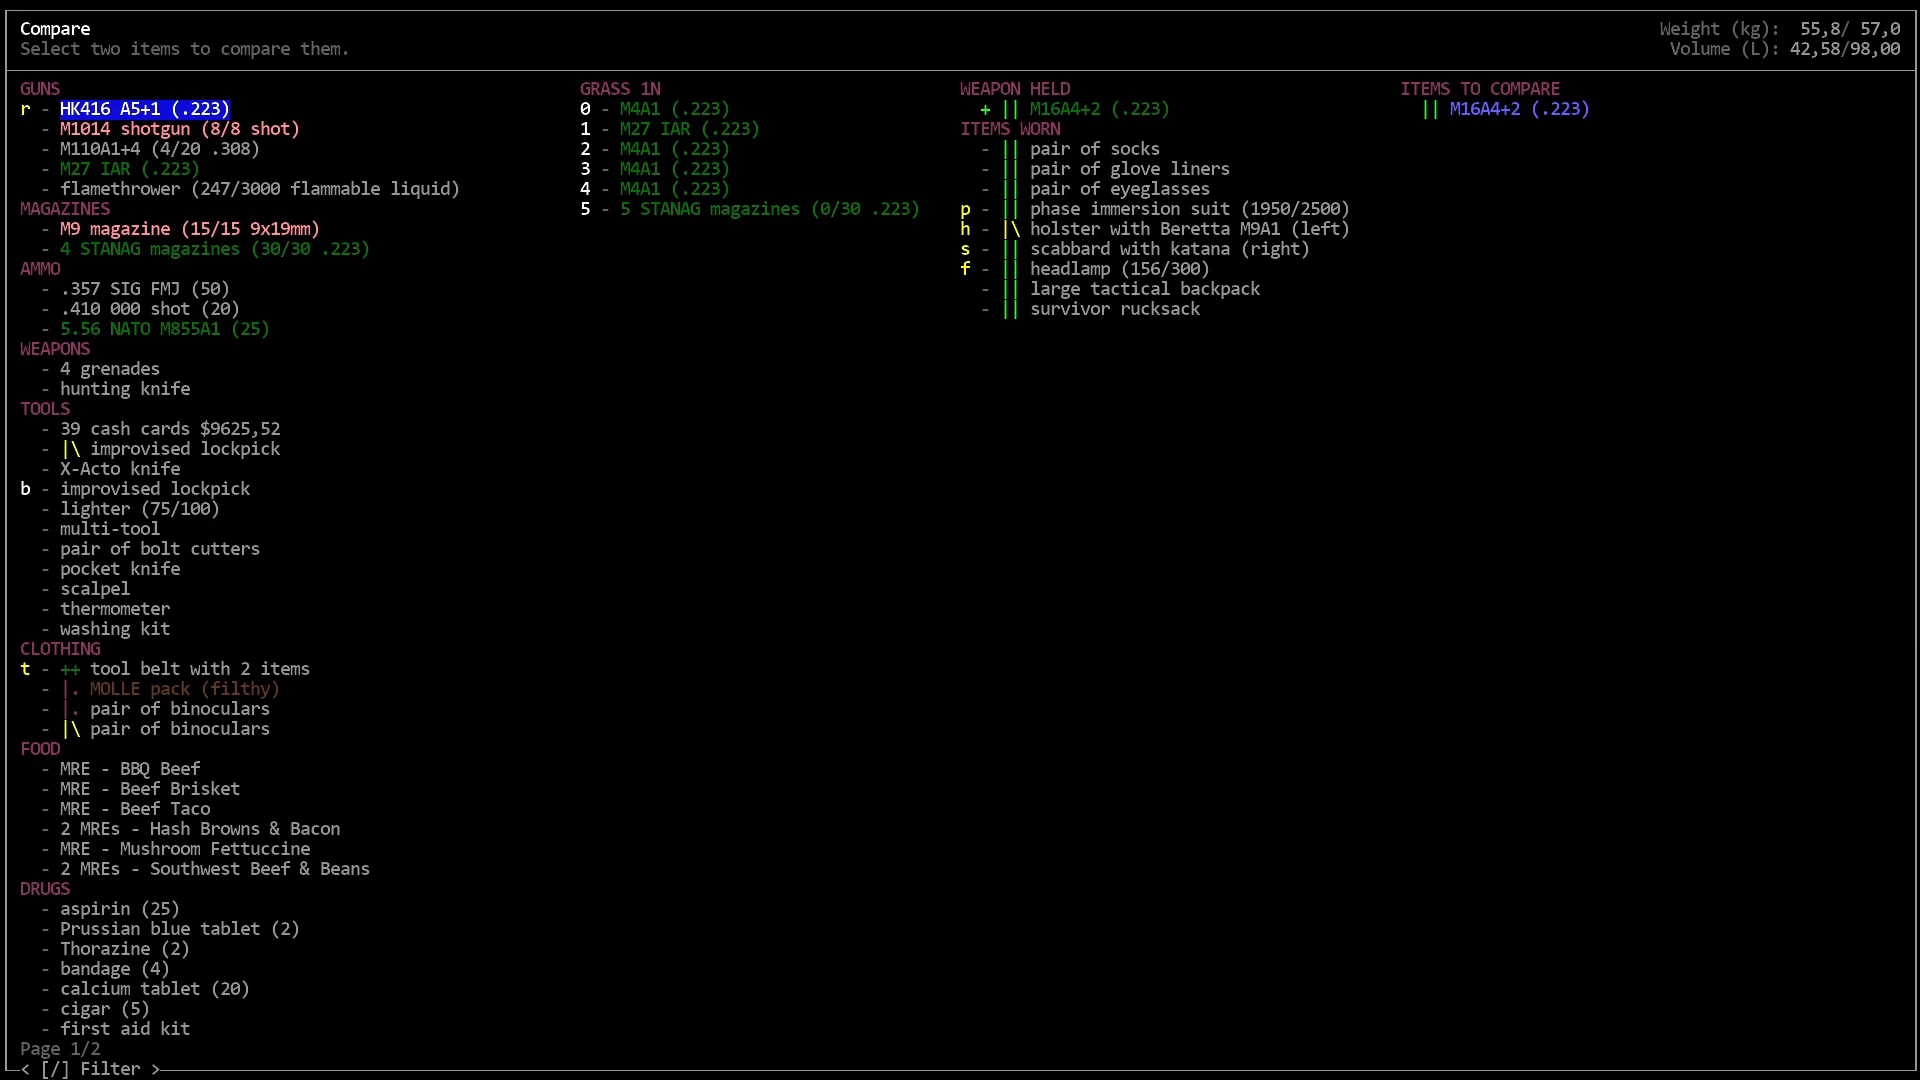 Compare
Select two items to compare them.
Weight (kg): 55,8/ 57,0
Volume (L): 42,58/98,00
GUNS
r - HK416 A5+1 (.223)
- M1014 shotgun (8/8 shot)
- M110A1+4 (4/20 .308)
- M27 IAR (.223)
- flamethrower (247/3000 flammable liquid)
MAGAZINES
- M9 magazine (15/15 9x19mm)
- 4 STANAG magazines (30/30 .223)
AMMO
- .357 SIG FMJ (50)
- .410 000 shot (20)
- 5.56 NATO M855A1 (25)
WEAPONS
- 4 grenades
- hunting knife
TOOLS
- 39 cash cards $9625,52
- |\ improvised lockpick
- X-Acto knife
b - improvised lockpick
- lighter (75/100)
- multi-tool
- pair of bolt cutters
- pocket knife
- scalpel
- thermometer
- washing kit
CLOTHING
t - ++ tool belt with 2 items
- |. MOLLE pack (filthy)
- |. pair of binoculars
- |\ pair of binoculars
FOOD
- MRE - BBQ Beef
- MRE - Beef Brisket
- MRE - Beef Taco
- 2 MREs - Hash Browns & Bacon
- MRE - Mushroom Fettuccine
- 2 MREs - Southwest Beef & Beans
DRUGS
- aspirin (25)
- Prussian blue tablet (2)
- Thorazine (2)
- bandage (4)
- calcium tablet (20)
- cigar (5)
- first aid kit
Page 1/2
< [/] Filter >
GRASS 1N
0 - M4A1 (.223)
1 - M27 IAR (.223)
2 - M4A1 (.223)
3 - M4A1 (.223)
4 - M4A1 (.223)
5 - 5 STANAG magazines (0/30 .223)
WEAPON HELD
+ || M16A4+2 (.223)
ITEMS WORN
- || pair of socks
- || pair of glove liners
- || pair of eyeglasses
p - || phase immersion suit (1950/2500)
h - |\ holster with Beretta M9A1 (left)
s - || scabbard with katana (right)
f - || headlamp (156/300)
- || large tactical backpack
- || survivor rucksack
ITEMS TO COMPARE
|| M16A4+2 (.223)